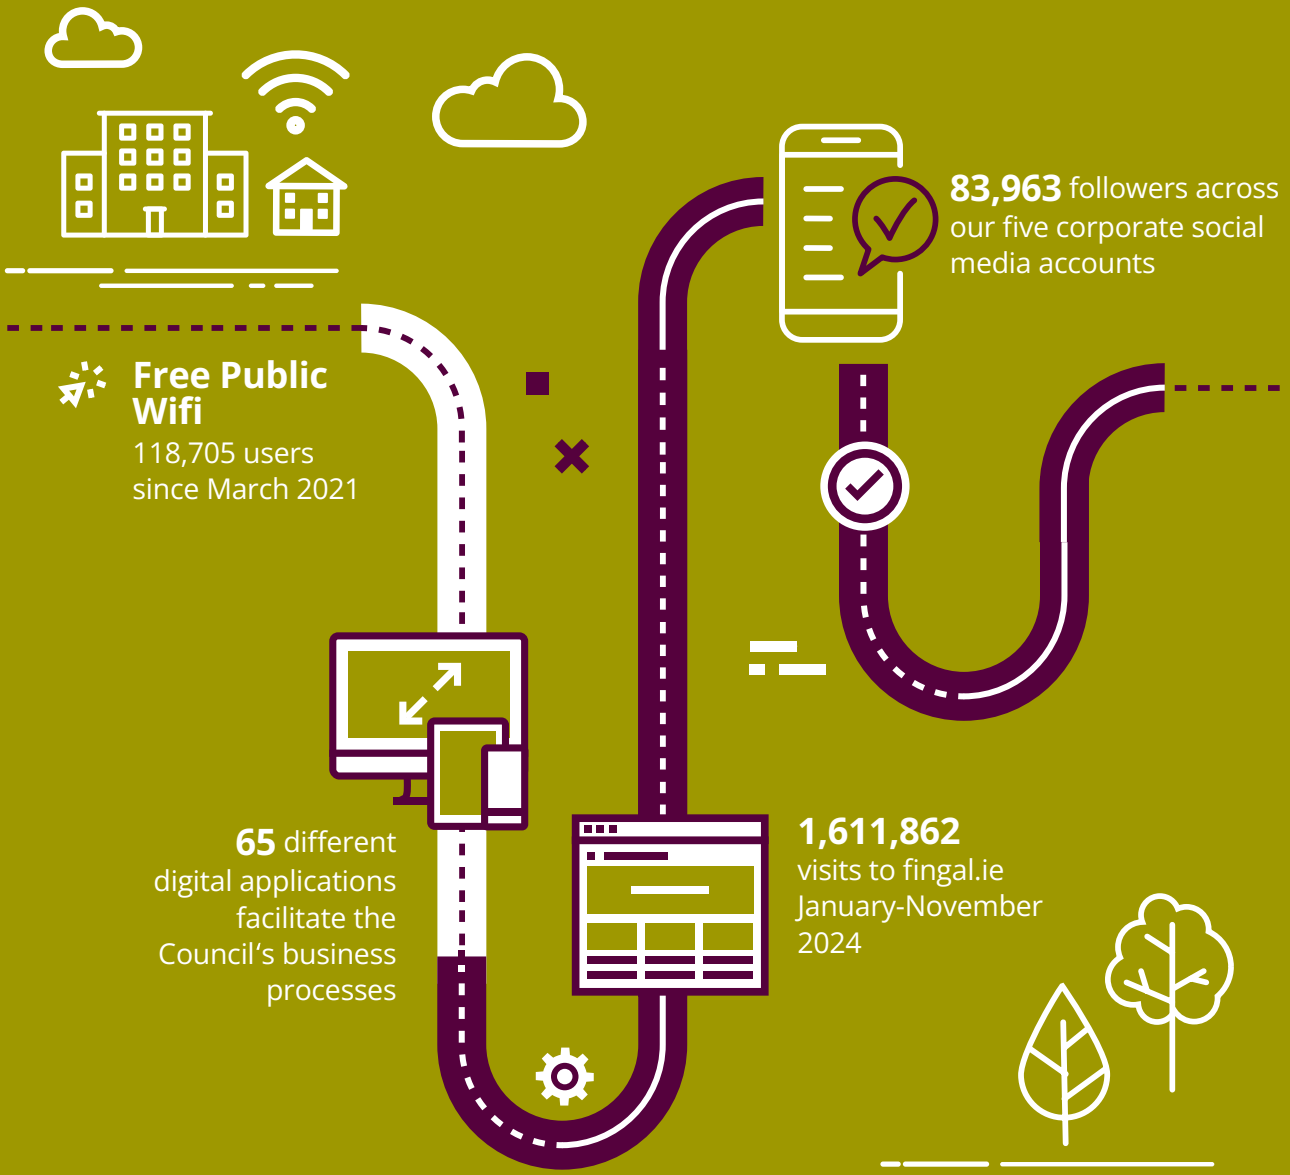 Free Public
Wifi
118,705 users
since March 2021
65 different
digital applications
facilitate the
Council‘s business
processes
1,611,862
visits to fingal.ie
January-November
2024
83,963 followers across
our five corporate social
media accounts